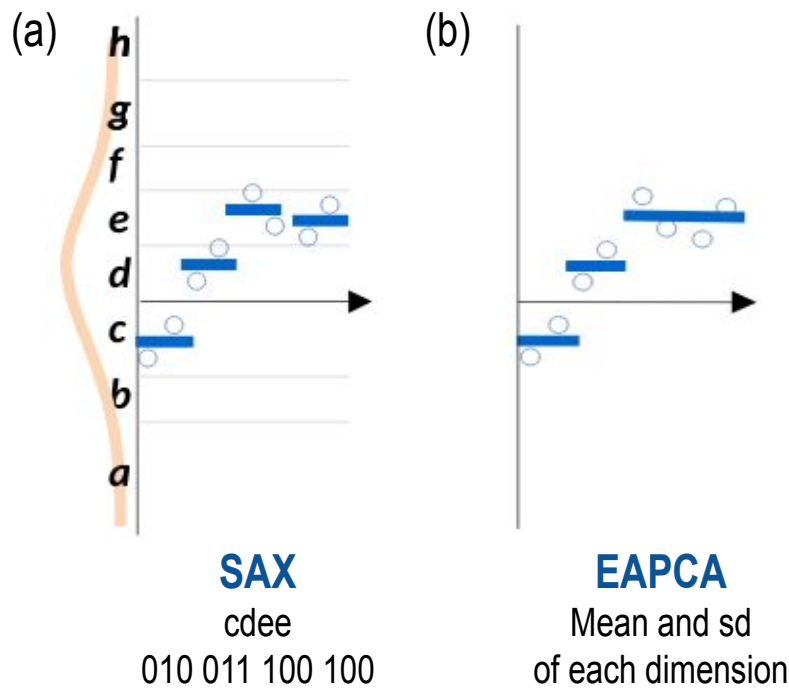 (a)
h
g
f
e
d
c
b
a
SAX
cdee
010 011 100 100
(b)
EAPCA
Mean and sd
of each dimension